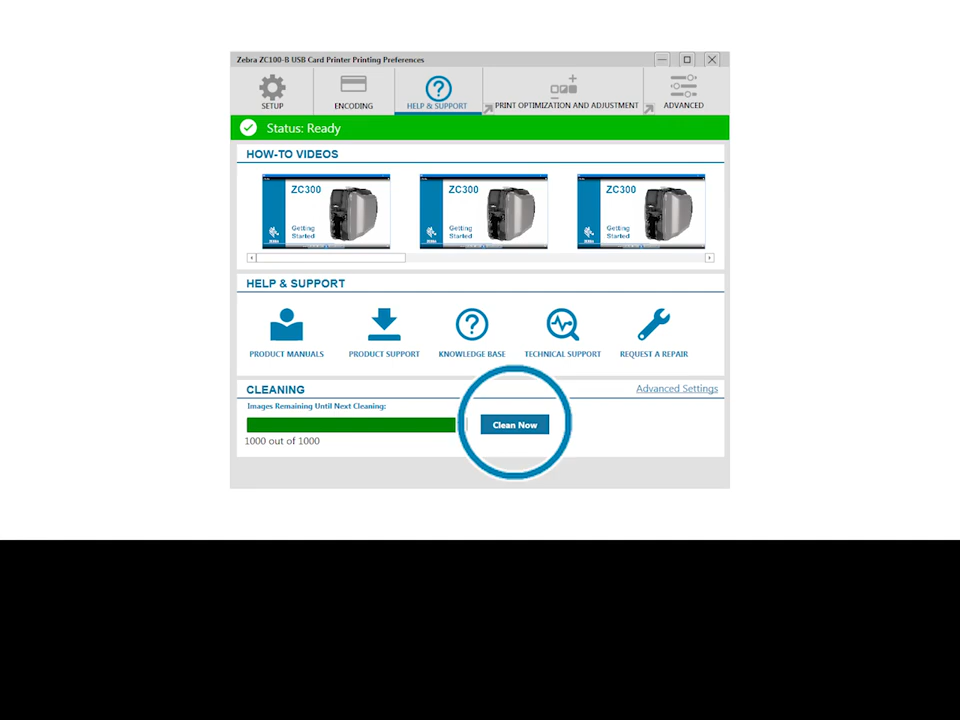 Zebra ZC100-B USB Card Printer Printing Preferences
SETUP
ENCODING
HELP & SUPPORT
PRINT OPTIMIZATION AND ADJUSTMENT
ADVANCED
Status: Ready
HOW-TO VIDEOS
ZC300
Getting
Started
ZC300
Getting
Started
ZC300
Getting
Started
HELP & SUPPORT
PRODUCT MANUALS
PRODUCT SUPPORT
KNOWLEDGE BASE
TECHNICAL SUPPORT
REQUEST A REPAIR
CLEANING
Advanced Settings
Images Remaining Until Next Cleaning:
Clean Now
1000 out of 1000